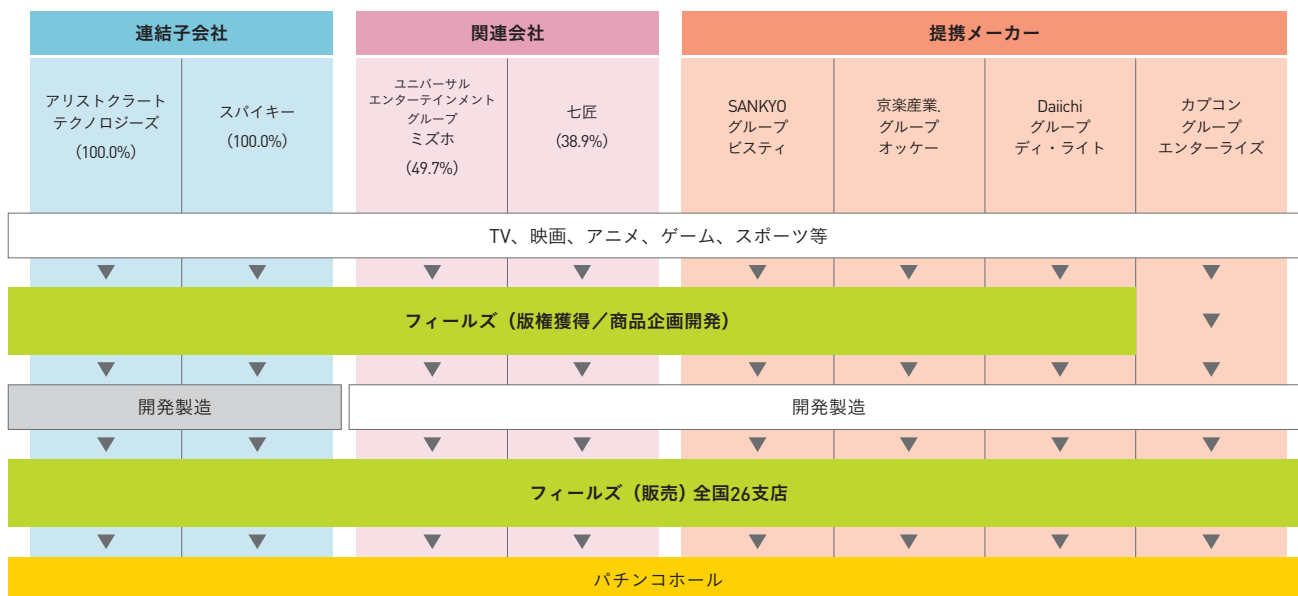 連結子会社
関連会社
提携メーカー
アリストクラート
テクノロジーズ
(100.0%)
スパイキー
(100.0%)
ユニバーサル
エンターテインメント
グループ
ミズホ
(49.7%)
七匠
(38.9%)
SANKYO
グループ
ビスティ
京楽産業.
グループ
オッケー
Daiichi
グループ
ディ・ライト
カプコン
グループ
エンターライズ
TV、映画、アニメ、ゲーム、スポーツ等
フィールズ（版権獲得／商品企画開発）
開発製造
開発製造
フィールズ（販売）全国26支店
パチンコホール